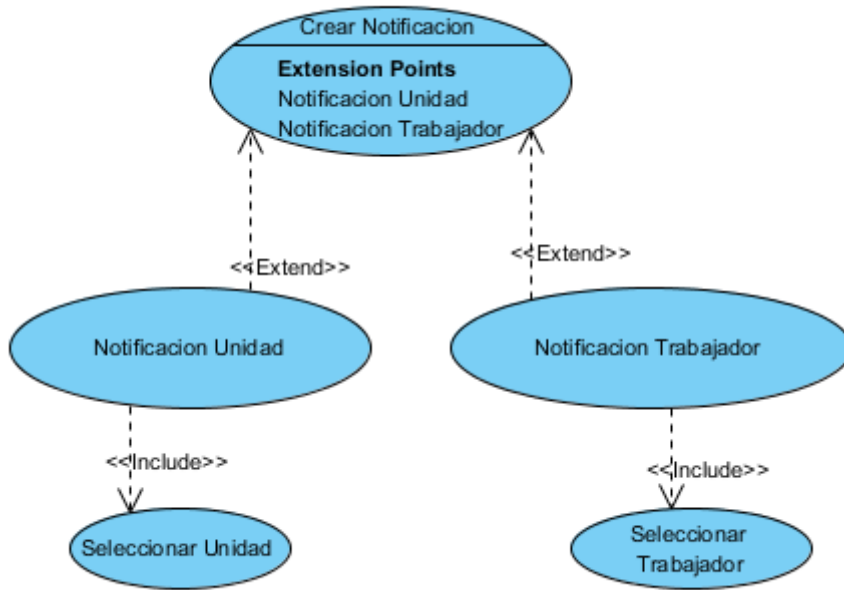 Crear Notificacion
Extension Points
Notificacion Unidad
Notificacion Trabajador
<<Extend>>
<<Extend>>
Notificacion Unidad
Notificacion Trabajador
<<Include>>
<<Include>>
Seleccionar Unidad
Seleccionar
Trabajador